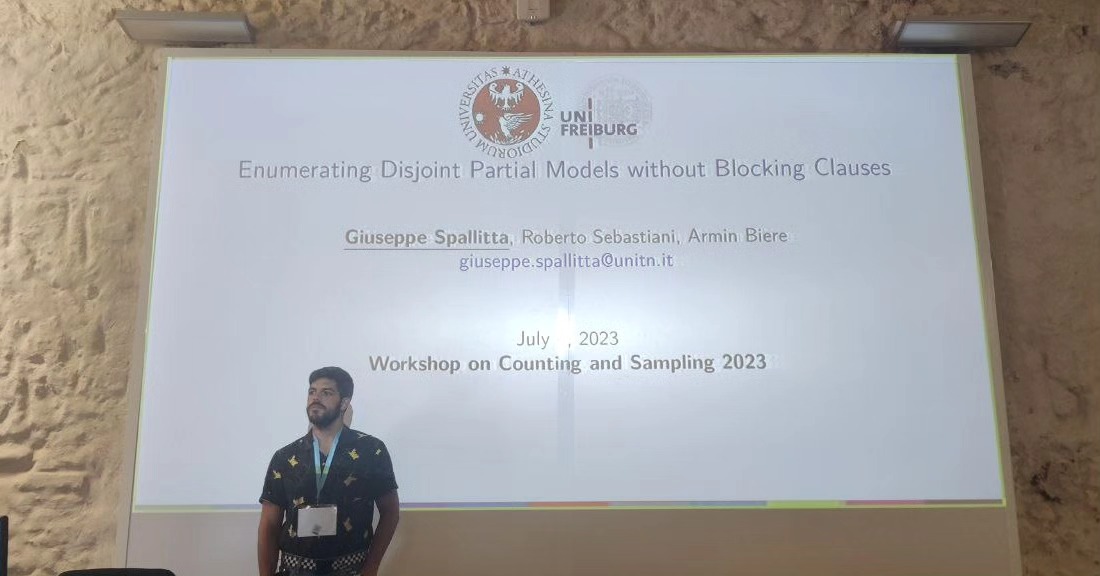 UNIVERSITAS ATHESINA STUDIORUM
UNI
FREIBURG
Enumerating Disjoint Partial Models without Blocking Clauses
Giuseppe Spallitta, Roberto Sebastiani, Armin Biere
giuseppe.spallitta@unitn.it
July , 2023
Workshop on Counting and Sampling 2023